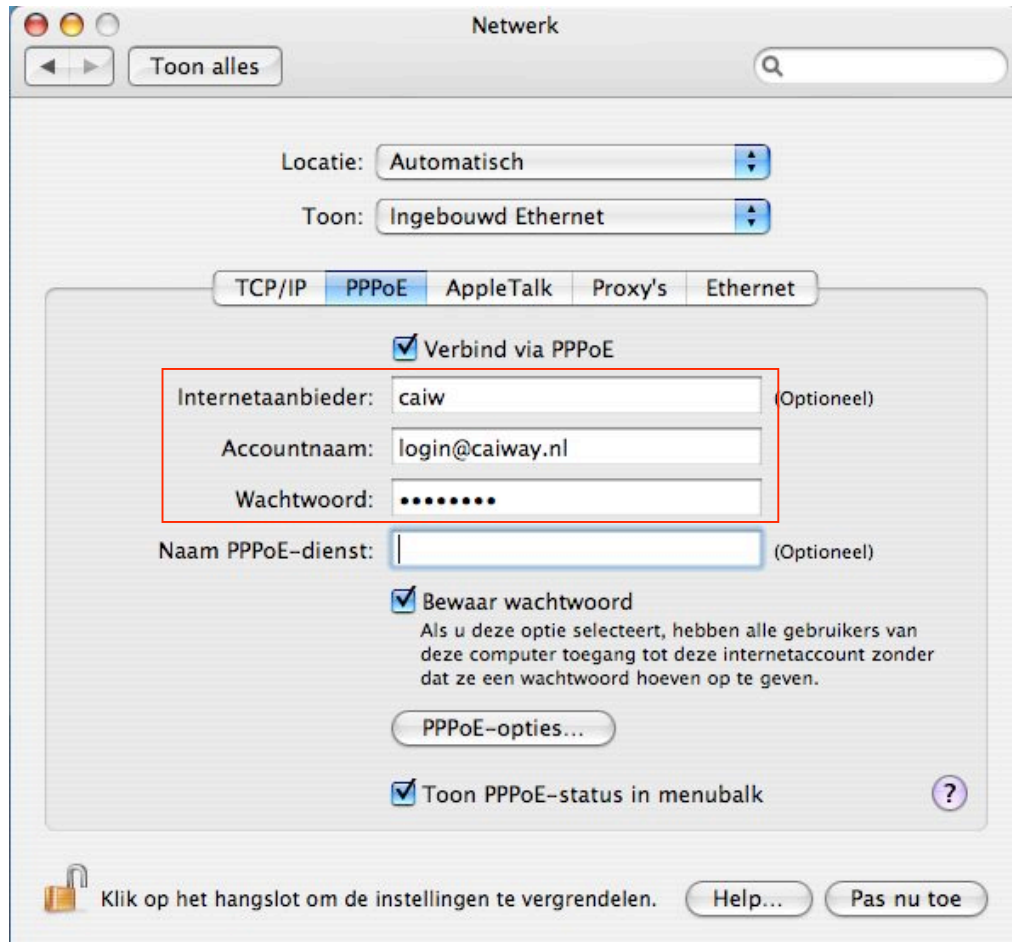 Netwerk
Toon alles
Locatie: Automatisch
Toon: Ingebouwd Ethernet
TCP/IP PPPoE AppleTalk Proxy's Ethernet
Verbind via PPPoE
Internetaanbieder: caiw (Optioneel)
Accountnaam: login@caiway.nl
Wachtwoord: ••••••••
Naam PPPoE-dienst: (Optioneel)
Bewaar wachtwoord
Als u deze optie selecteert, hebben alle gebruikers van
deze computer toegang tot deze internetaccount zonder
dat ze een wachtwoord hoeven op te geven.
PPPoE-opties...
Toon PPPoE-status in menubalk ?
Klik op het hangslot om de instellingen te vergrendelen. Help... Pas nu toe